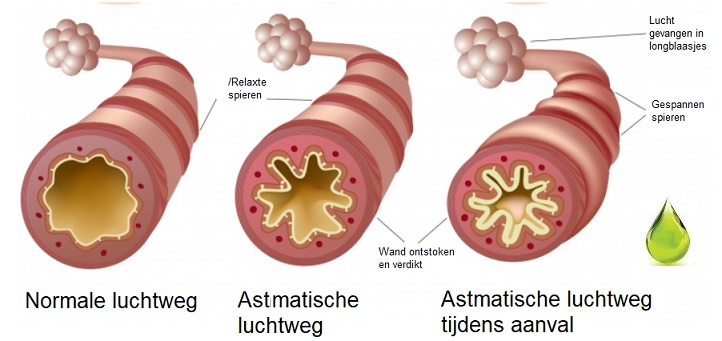 Lucht
gevangen in
longblaasjes
/Relaxte
spieren
Gespannen
spieren
Wand ontstoken
en verdikt
Normale luchtweg
Astmatische
luchtweg
Astmatische luchtweg
tijdens aanval